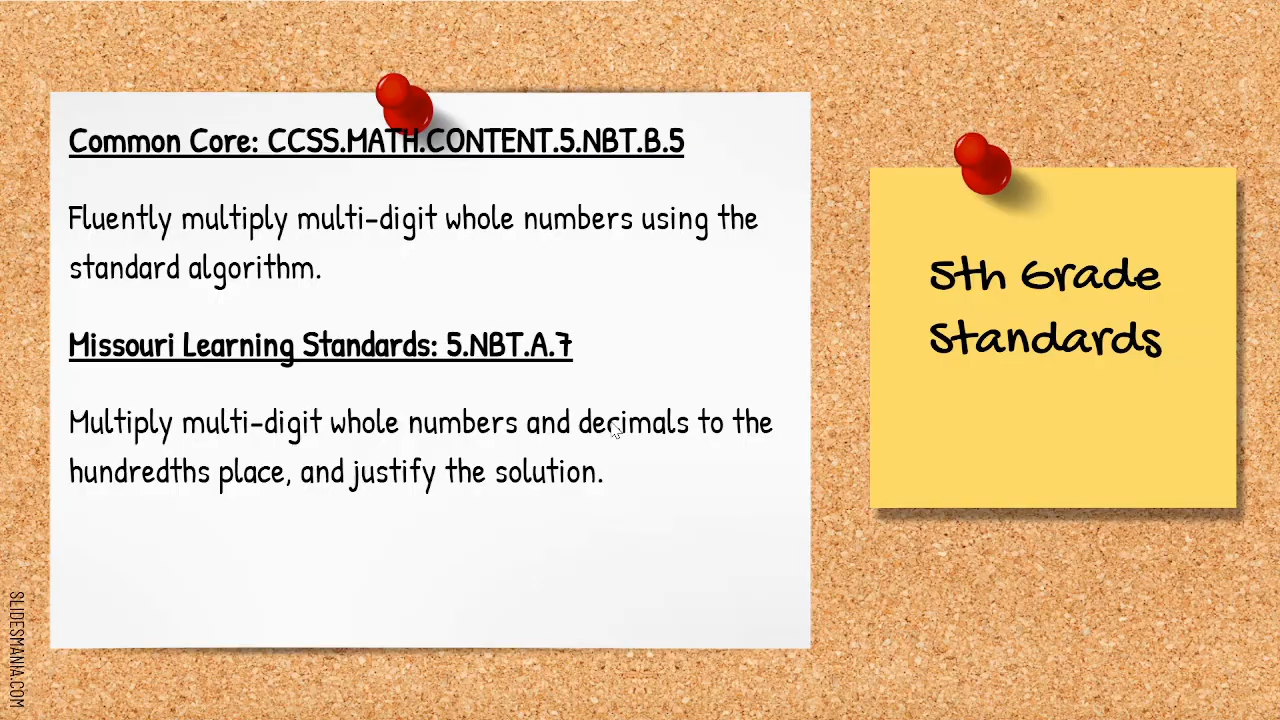 Common Core: CCSS.MATH.CONTENT.5.NBT.B.5
Fluently multiply multi-digit whole numbers using the
standard algorithm.
Missouri Learning Standards: 5.NBT.A.7
Multiply multi-digit whole numbers and decimals to the
hundredths place, and justify the solution.
5th Grade
Standards
SLIDESMANIA.COM